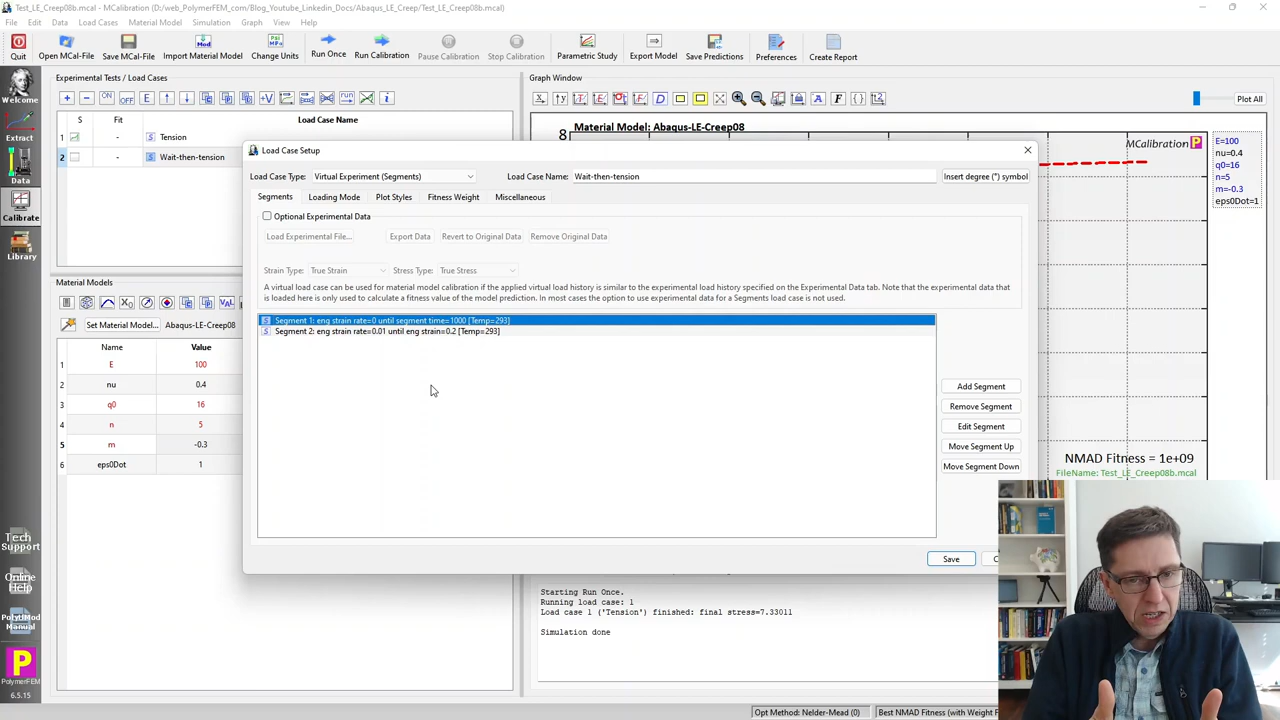 Test_LE_Creep08b.mcal - MCalibration (D:\web_PolymerFEM/Blog_Youtube_Linkedin_Docs/Abaqus_LE_Creep/Test_LE_Creep08b.mcal)
File Edit Data Load Cases Material Model Simulation Graph View Help
Quit Open MCal-File Save MCal-File Import Material Model Change Units Run Once Run Calibration Pause Calibration Stop Calibration Parametric Study Export Model Save Predictions Preferences Create Report
Welcome
Extract
Data
Calibrate
Library
Tech Support
Online Help
PolyUMod Manual
PolymerFEM
6.5.15
Experimental Tests / Load Cases
S Fit Load Case Name
1 - Tension
2 - Wait-then-tension
Material Models
Set Material Model... Abaqus-LE-Creep08
Name Value
1 E 100
2 nu 0.4
3 q0 16
4 n 5
5 m -0.3
6 eps0Dot 1
Graph Window
Plot All
Material Model: Abaqus-LE-Creep08
8
MCalibration
E=100
nu=0.4
q0=16
n=5
m=-0.3
eps0Dot=1
NMAD Fitness = 1e+09
FileName: Test_LE_Creep08b.mcal
Load Case Setup
Load Case Type: Virtual Experiment (Segments) Load Case Name: Wait-then-tension Insert degree (°) symbol
Segments Loading Mode Plot Styles Fitness Weight Miscellaneous
Optional Experimental Data
Load Experimental File... Export Data Revert to Original Data Remove Original Data
Strain Type: True Strain Stress Type: True Stress
A virtual load case can be used for material model calibration if the applied virtual load history is similar to the experimental load history specified on the Experimental Data tab. Note that the experimental data that
is loaded here is only used to calculate a fitness value of the model prediction. In most cases the option to use experimental data for a Segments load case is not used.
Segment 1: eng strain rate=0 until segment time=1000 [Temp=293]
Segment 2: eng strain rate=0.01 until eng strain=0.2 [Temp=293]
Add Segment
Remove Segment
Edit Segment
Move Segment Up
Move Segment Down
Save
Starting Run Once.
Running load case: 1
Load case 1 ('Tension') finished: final stress=7.33011
Simulation done
Opt Method: Nelder-Mead (0) Best NMAD Fitness (with Weight